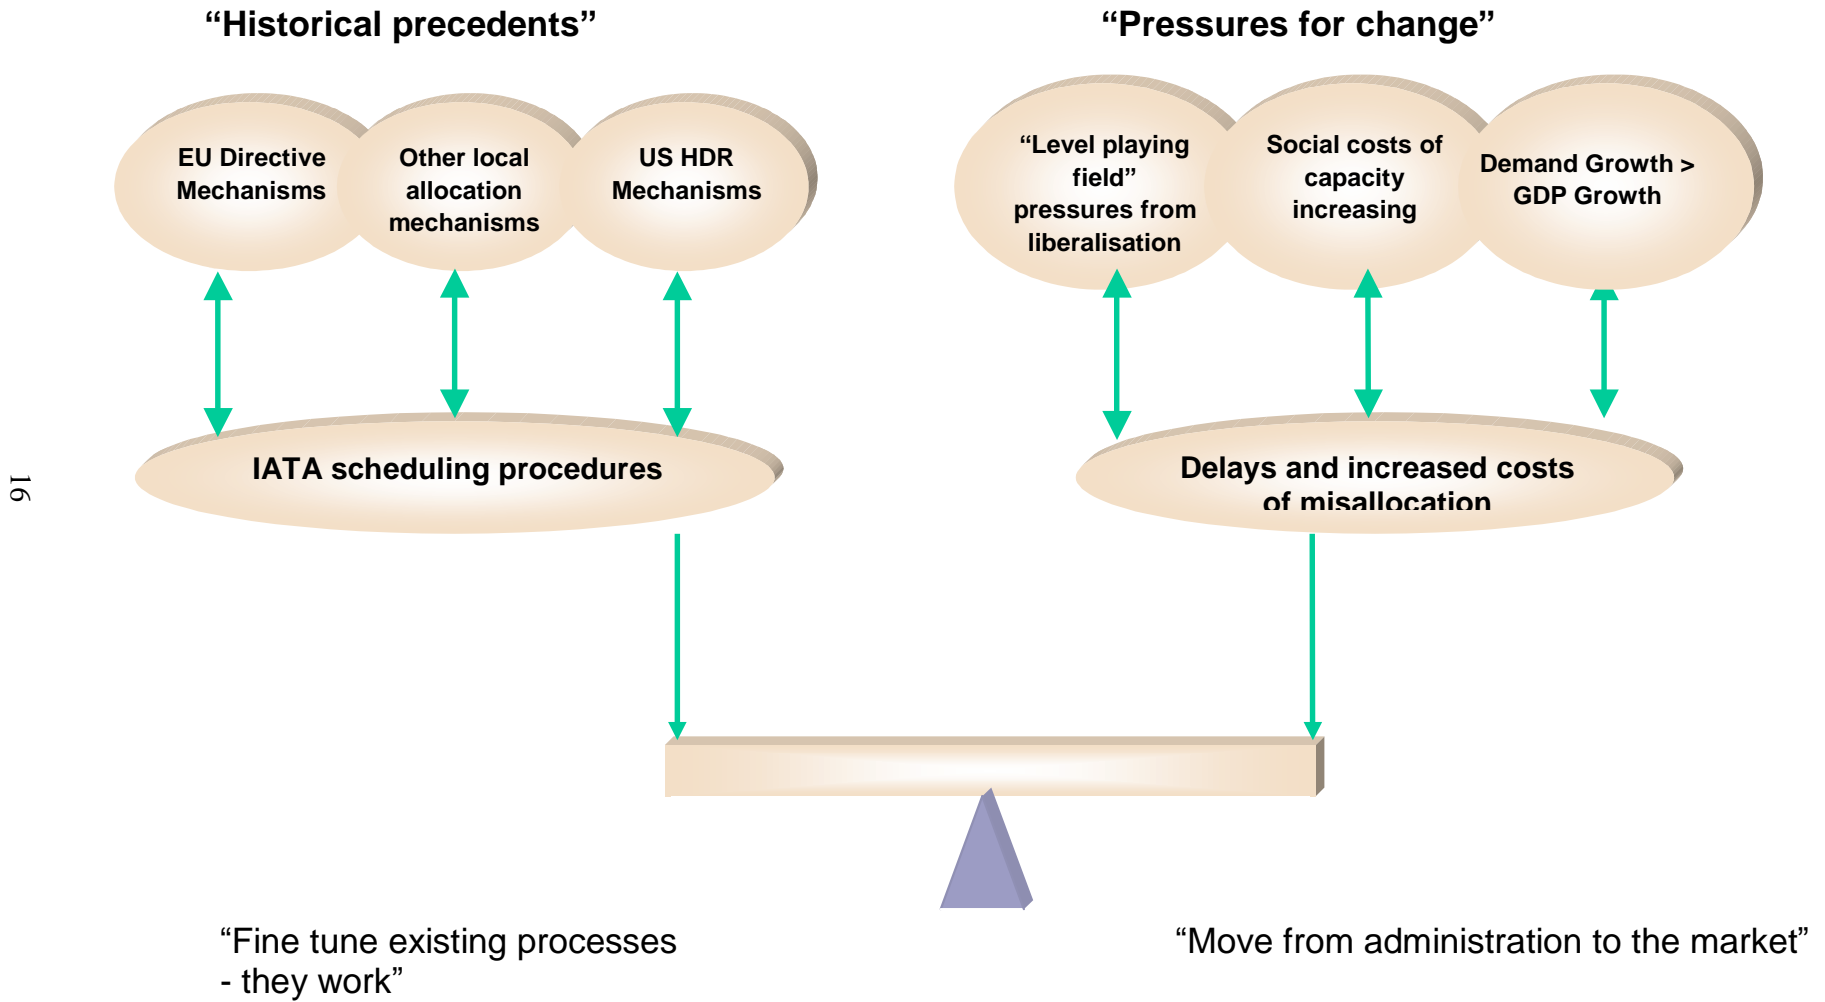 “Historical precedents”
“Pressures for change”
EU Directive
Mechanisms
Other local
allocation
mechanisms
US HDR
Mechanisms
“Level playing
field”
pressures from
liberalisation
Social costs of
capacity
increasing
Demand Growth >
GDP Growth
IATA scheduling procedures
Delays and increased costs
of misallocation
16
“Fine tune existing processes
- they work”
“Move from administration to the market”